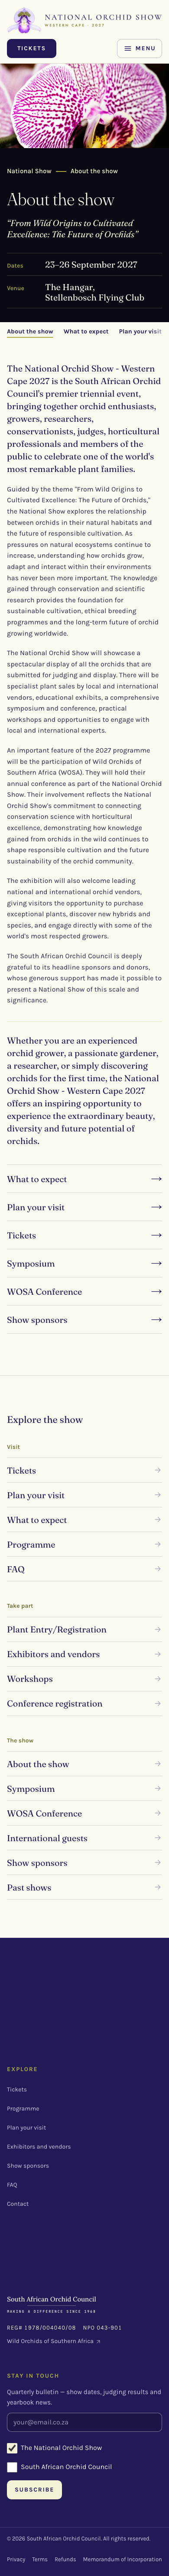 NATIONAL ORCHID SHOW
WESTERN CAPE · 2027
TICKETS
MENU
National Show — About the show
About the show
“From Wild Origins to Cultivated
Excellence: The Future of Orchids”
Dates 23–26 September 2027
Venue The Hangar,
Stellenbosch Flying Club
About the show What to expect Plan your visit
The National Orchid Show - Western
Cape 2027 is the South African Orchid
Council's premier triennial event,
bringing together orchid enthusiasts,
growers, researchers,
conservationists, judges, horticultural
professionals and members of the
public to celebrate one of the world's
most remarkable plant families.
Guided by the theme "From Wild Origins to
Cultivated Excellence: The Future of Orchids,"
the National Show explores the relationship
between orchids in their natural habitats and
the future of responsible cultivation. As
pressures on natural ecosystems continue to
increase, understanding how orchids grow,
adapt and interact within their environments
has never been more important. The knowledge
gained through conservation and scientific
research provides the foundation for
sustainable cultivation, ethical breeding
programmes and the long-term future of orchid
growing worldwide.
The National Orchid Show will showcase a
spectacular display of all the orchids that are
submitted for judging and display. There will be
specialist plant sales by local and international
vendors, educational exhibits, a comprehensive
symposium and conference, practical
workshops and opportunities to engage with
local and international experts.
An important feature of the 2027 programme
will be the participation of Wild Orchids of
Southern Africa (WOSA). They will hold their
annual conference as part of the National Orchid
Show. Their involvement reflects the National
Orchid Show's commitment to connecting
conservation science with horticultural
excellence, demonstrating how knowledge
gained from orchids in the wild continues to
shape responsible cultivation and the future
sustainability of the orchid community.
The exhibition will also welcome leading
national and international orchid vendors,
giving visitors the opportunity to purchase
exceptional plants, discover new hybrids and
species, and engage directly with some of the
world's most respected growers.
The South African Orchid Council is deeply
grateful to its headline sponsors and donors,
whose generous support has made it possible to
present a National Show of this scale and
significance.
Whether you are an experienced
orchid grower, a passionate gardener,
a researcher, or simply discovering
orchids for the first time, the National
Orchid Show - Western Cape 2027
offers an inspiring opportunity to
experience the extraordinary beauty,
diversity and future potential of
orchids.
What to expect →
Plan your visit →
Tickets →
Symposium →
WOSA Conference →
Show sponsors →
Explore the show
Visit
Tickets →
Plan your visit →
What to expect →
Programme →
FAQ →
Take part
Plant Entry/Registration →
Exhibitors and vendors →
Workshops →
Conference registration →
The show
About the show →
Symposium →
WOSA Conference →
International guests →
Show sponsors →
Past shows →
EXPLORE
Tickets
Programme
Plan your visit
Exhibitors and vendors
Show sponsors
FAQ
Contact
South African Orchid Council
MAKING A DIFFERENCE SINCE 1968
REG# 1978/004040/08 NPO 043-901
Wild Orchids of Southern Africa ↗
STAY IN TOUCH
Quarterly bulletin — show dates, judging results and
yearbook news.
your@email.co.za
The National Orchid Show
South African Orchid Council
SUBSCRIBE
© 2026 South African Orchid Council. All rights reserved.
Privacy Terms Refunds Memorandum of Incorporation